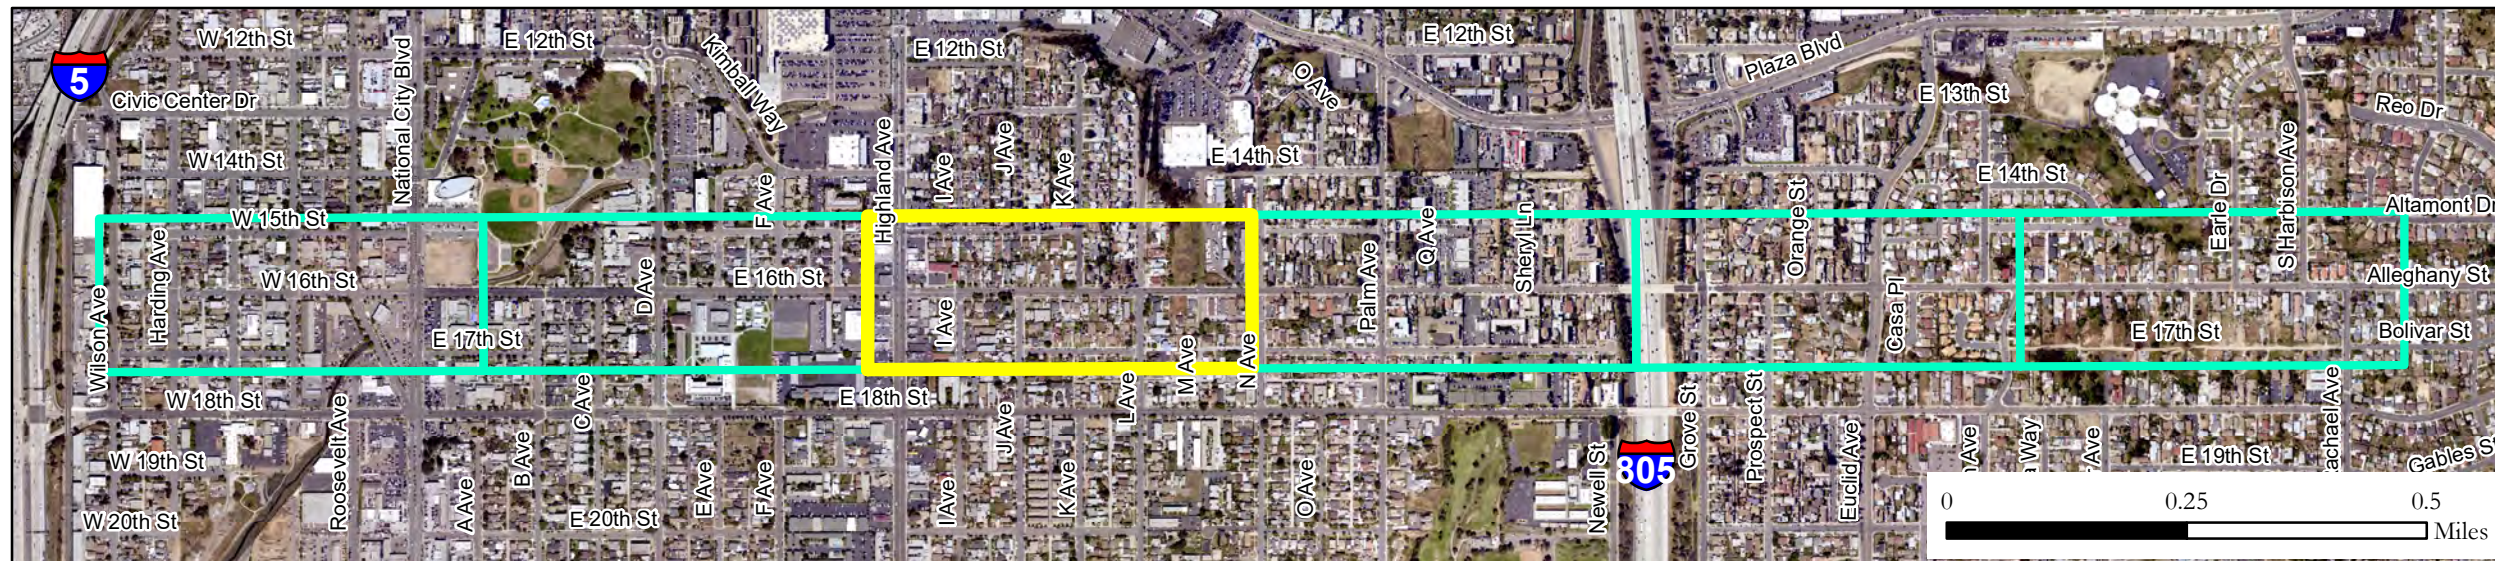 W 12th St
E 12th St
E 12th St
E 12th St
Kimball Way
National City Blvd
5
Civic Center Dr
O Ave
Plaza Blvd
E 13th St
Reo Dr
W 14th St
F Ave
Highland Ave
I Ave
J Ave
K Ave
E 14th St
E 14th St
Orange St
Earle Dr
S Harbison Ave
Altamont Dr
W 15th St
Harding Ave
W 16th St
D Ave
E 16th St
Palm Ave
Q Ave
Sheryl Ln
Alleghany St
Wilson Ave
E 17th St
I Ave
M Ave
N Ave
Casa Pl
E 17th St
Bolivar St
W 18th St
Roosevelt Ave
C Ave
E 18th St
J Ave
L Ave
Grove St
Prospect St
W 19th St
A Ave
B Ave
E Ave
F Ave
I Ave
K Ave
O Ave
Newell St
805
Euclid Ave
Ave
Way
Ave
E 19th St
Gables St
W 20th St
E 20th St
0 0.25 0.5
Miles